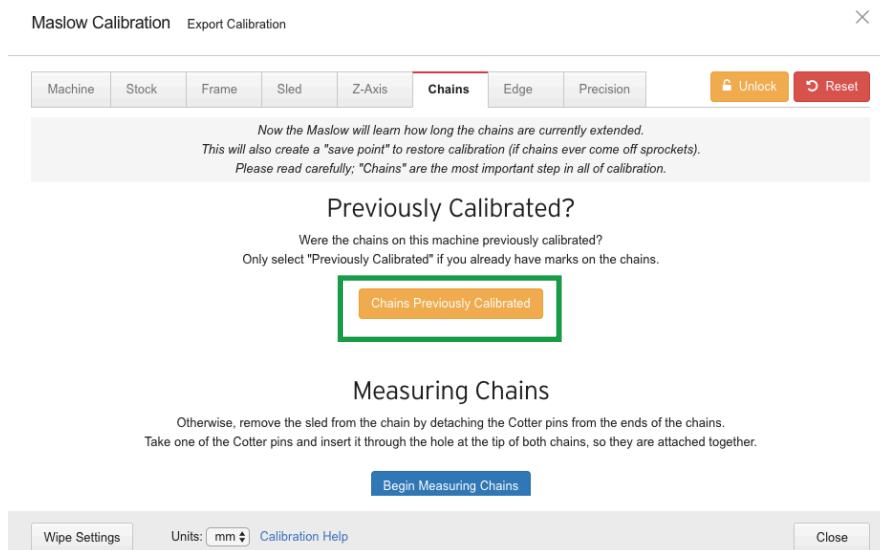 Maslow Calibration Export Calibration
Machine Stock Frame Sled Z-Axis Chains Edge Precision Unlock Reset
Now the Maslow will learn how long the chains are currently extended.
This will also create a "save point" to restore calibration (if chains ever come off sprockets).
Please read carefully; "Chains" are the most important step in all of calibration.
Previously Calibrated?
Were the chains on this machine previously calibrated?
Only select "Previously Calibrated" if you already have marks on the chains.
Chains Previously Calibrated
Measuring Chains
Otherwise, remove the sled from the chain by detaching the Cotter pins from the ends of the chains.
Take one of the Cotter pins and insert it through the hole at the tip of both chains, so they are attached together.
Begin Measuring Chains
Wipe Settings Units: mm Calibration Help Close